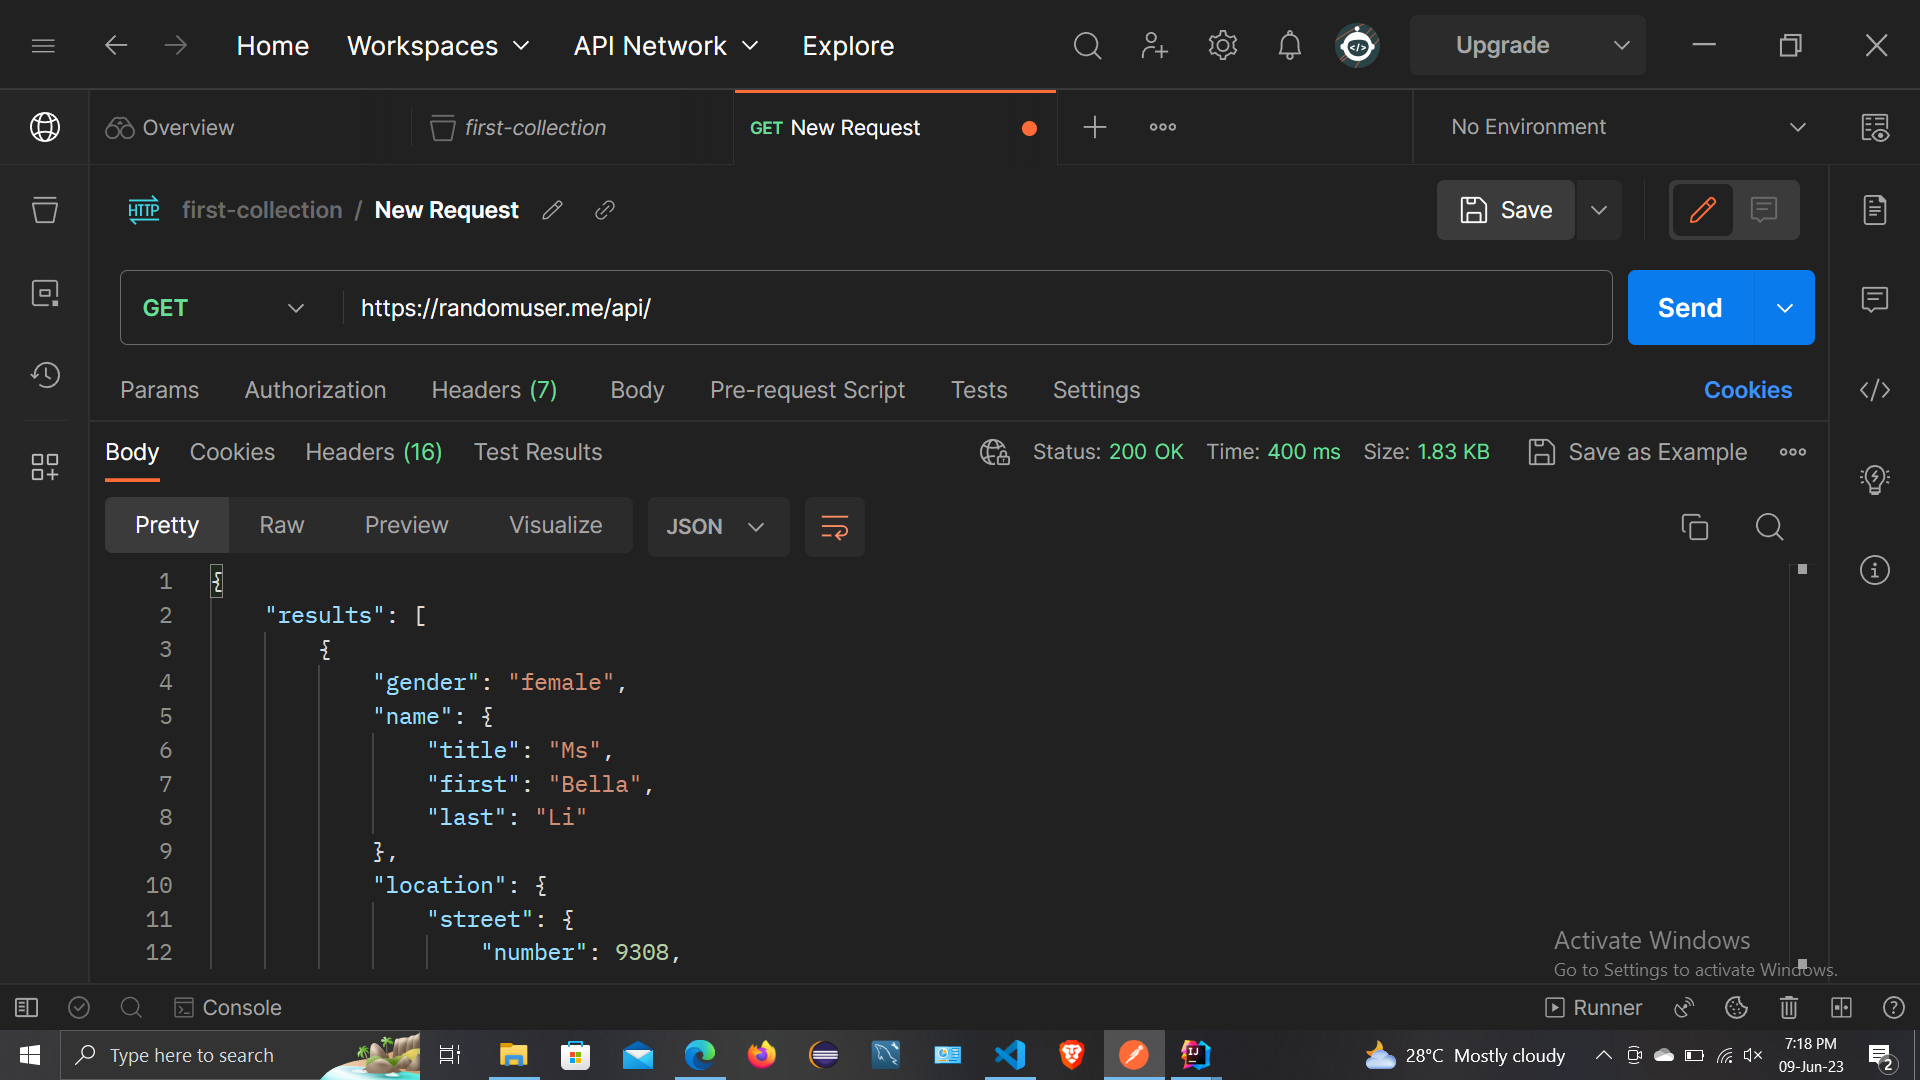 Home Workspaces API Network Explore Upgrade
Overview first-collection GET New Request No Environment
HTTP first-collection / New Request Save
GET https://randomuser.me/api/ Send
Params Authorization Headers (7) Body Pre-request Script Tests Settings Cookies
Body Cookies Headers (16) Test Results Status: 200 OK Time: 400 ms Size: 1.83 KB Save as Example
Pretty Raw Preview Visualize JSON
1 {
2 "results": [
3 {
4 "gender": "female",
5 "name": {
6 "title": "Ms",
7 "first": "Bella",
8 "last": "Li"
9 },
10 "location": {
11 "street": {
12 "number": 9308,
Activate Windows
Go to Settings to activate Windows.
Console Runner
Type here to search 28°C Mostly cloudy 7:18 PM
09-Jun-23 2